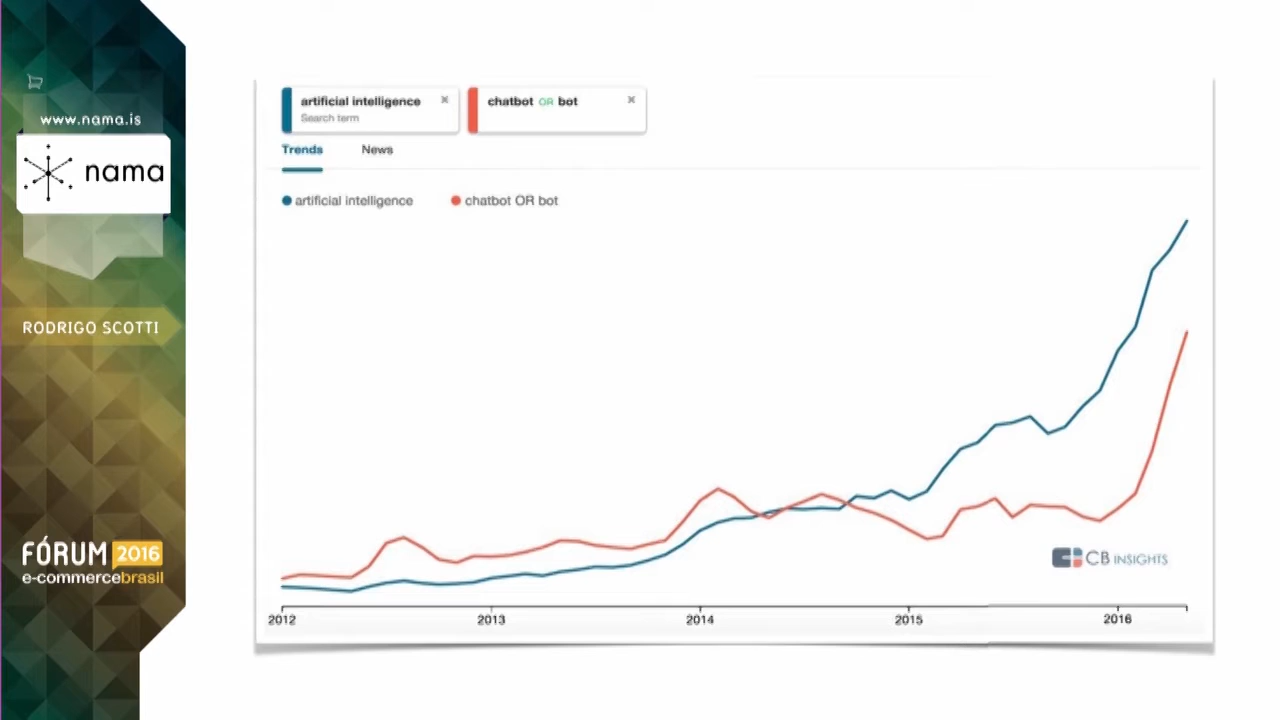 www.nama.is
nama
RODRIGO SCOTTI
FÓRUM 2016
e-commercebrasil
artificial intelligence ×
Search term
chatbot OR bot ×
Trends News
artificial intelligence chatbot OR bot
CB INSIGHTS
2012 2013 2014 2015 2016